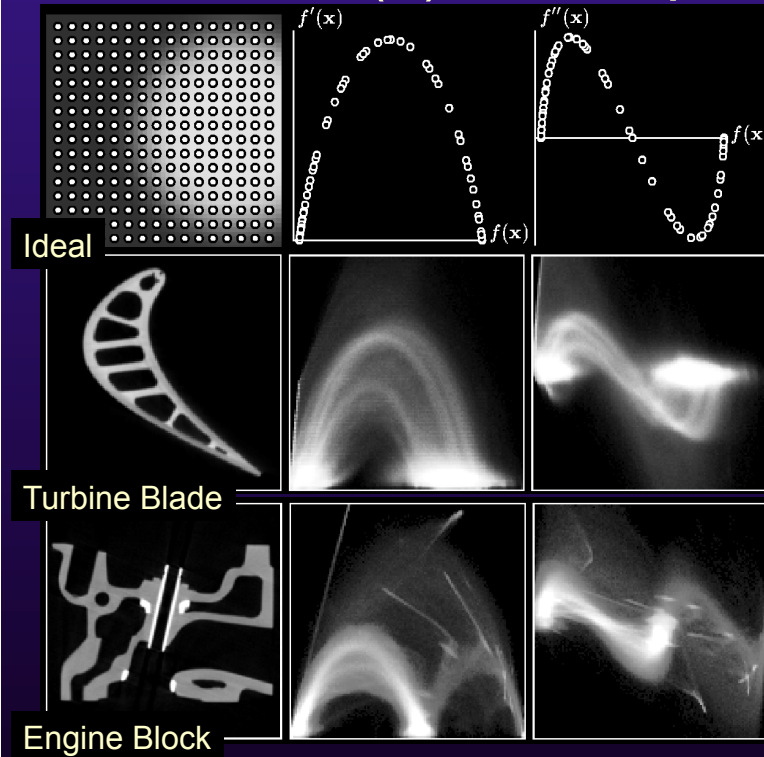 f′(x) f″(x)
f(x
Ideal f(x)
Turbine Blade
Engine Block